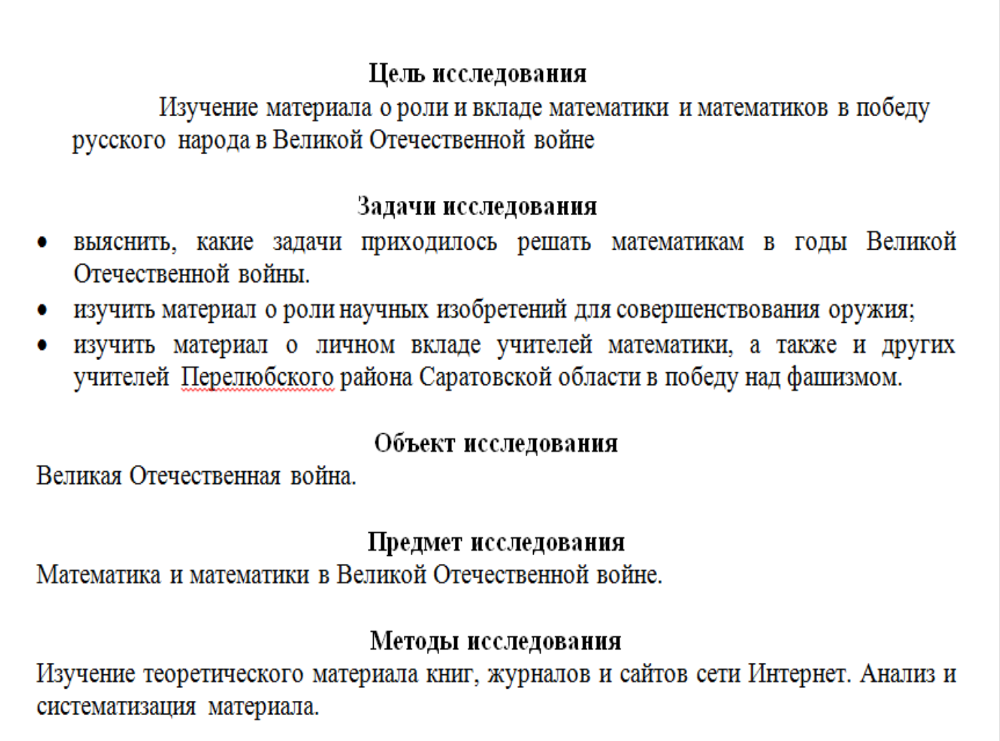 Цель исследования
Изучение материала о роли и вкладе математики и математиков в победу
русского народа в Великой Отечественной войне
Задачи исследования
• выяснить, какие задачи приходилось решать математикам в годы Великой
Отечественной войны.
• изучить материал о роли научных изобретений для совершенствования оружия;
• изучить материал о личном вкладе учителей математики, а также и других
учителей Перелюбского района Саратовской области в победу над фашизмом.
Объект исследования
Великая Отечественная война.
Предмет исследования
Математика и математики в Великой Отечественной войне.
Методы исследования
Изучение теоретического материала книг, журналов и сайтов сети Интернет. Анализ и
систематизация материала.